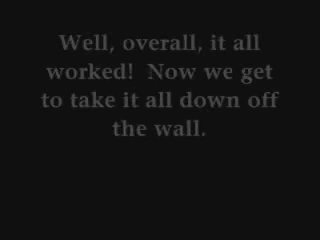 Well, overall, it all
worked!  Now we get
to take it all down off
the wall.